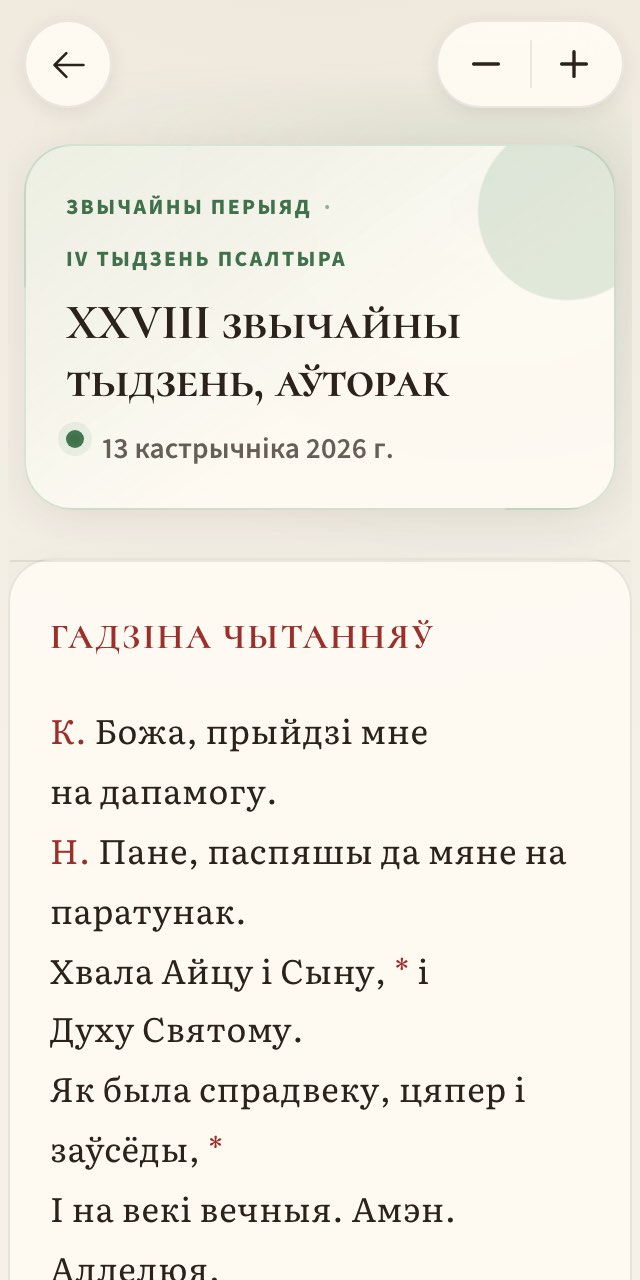 ЗВЫЧАЙНЫ ПЕРЫЯД ·
IV ТЫДЗЕНЬ ПСАЛТЫРА
XXVIII ЗВЫЧАЙНЫ
ТЫДЗЕНЬ, АЎТОРАК
13 кастрычніка 2026 г.
ГАДЗІНА ЧЫТАННЯЎ
К. Божа, прыйдзі мне
на дапамогу.
Н. Пане, паспяшы да мяне на
паратунак.
Хвала Айцу і Сыну, * і
Духу Святому.
Як была спрадвеку, цяпер і
заўсёды, *
І на векі вечныя. Амэн.
Аллелюя.